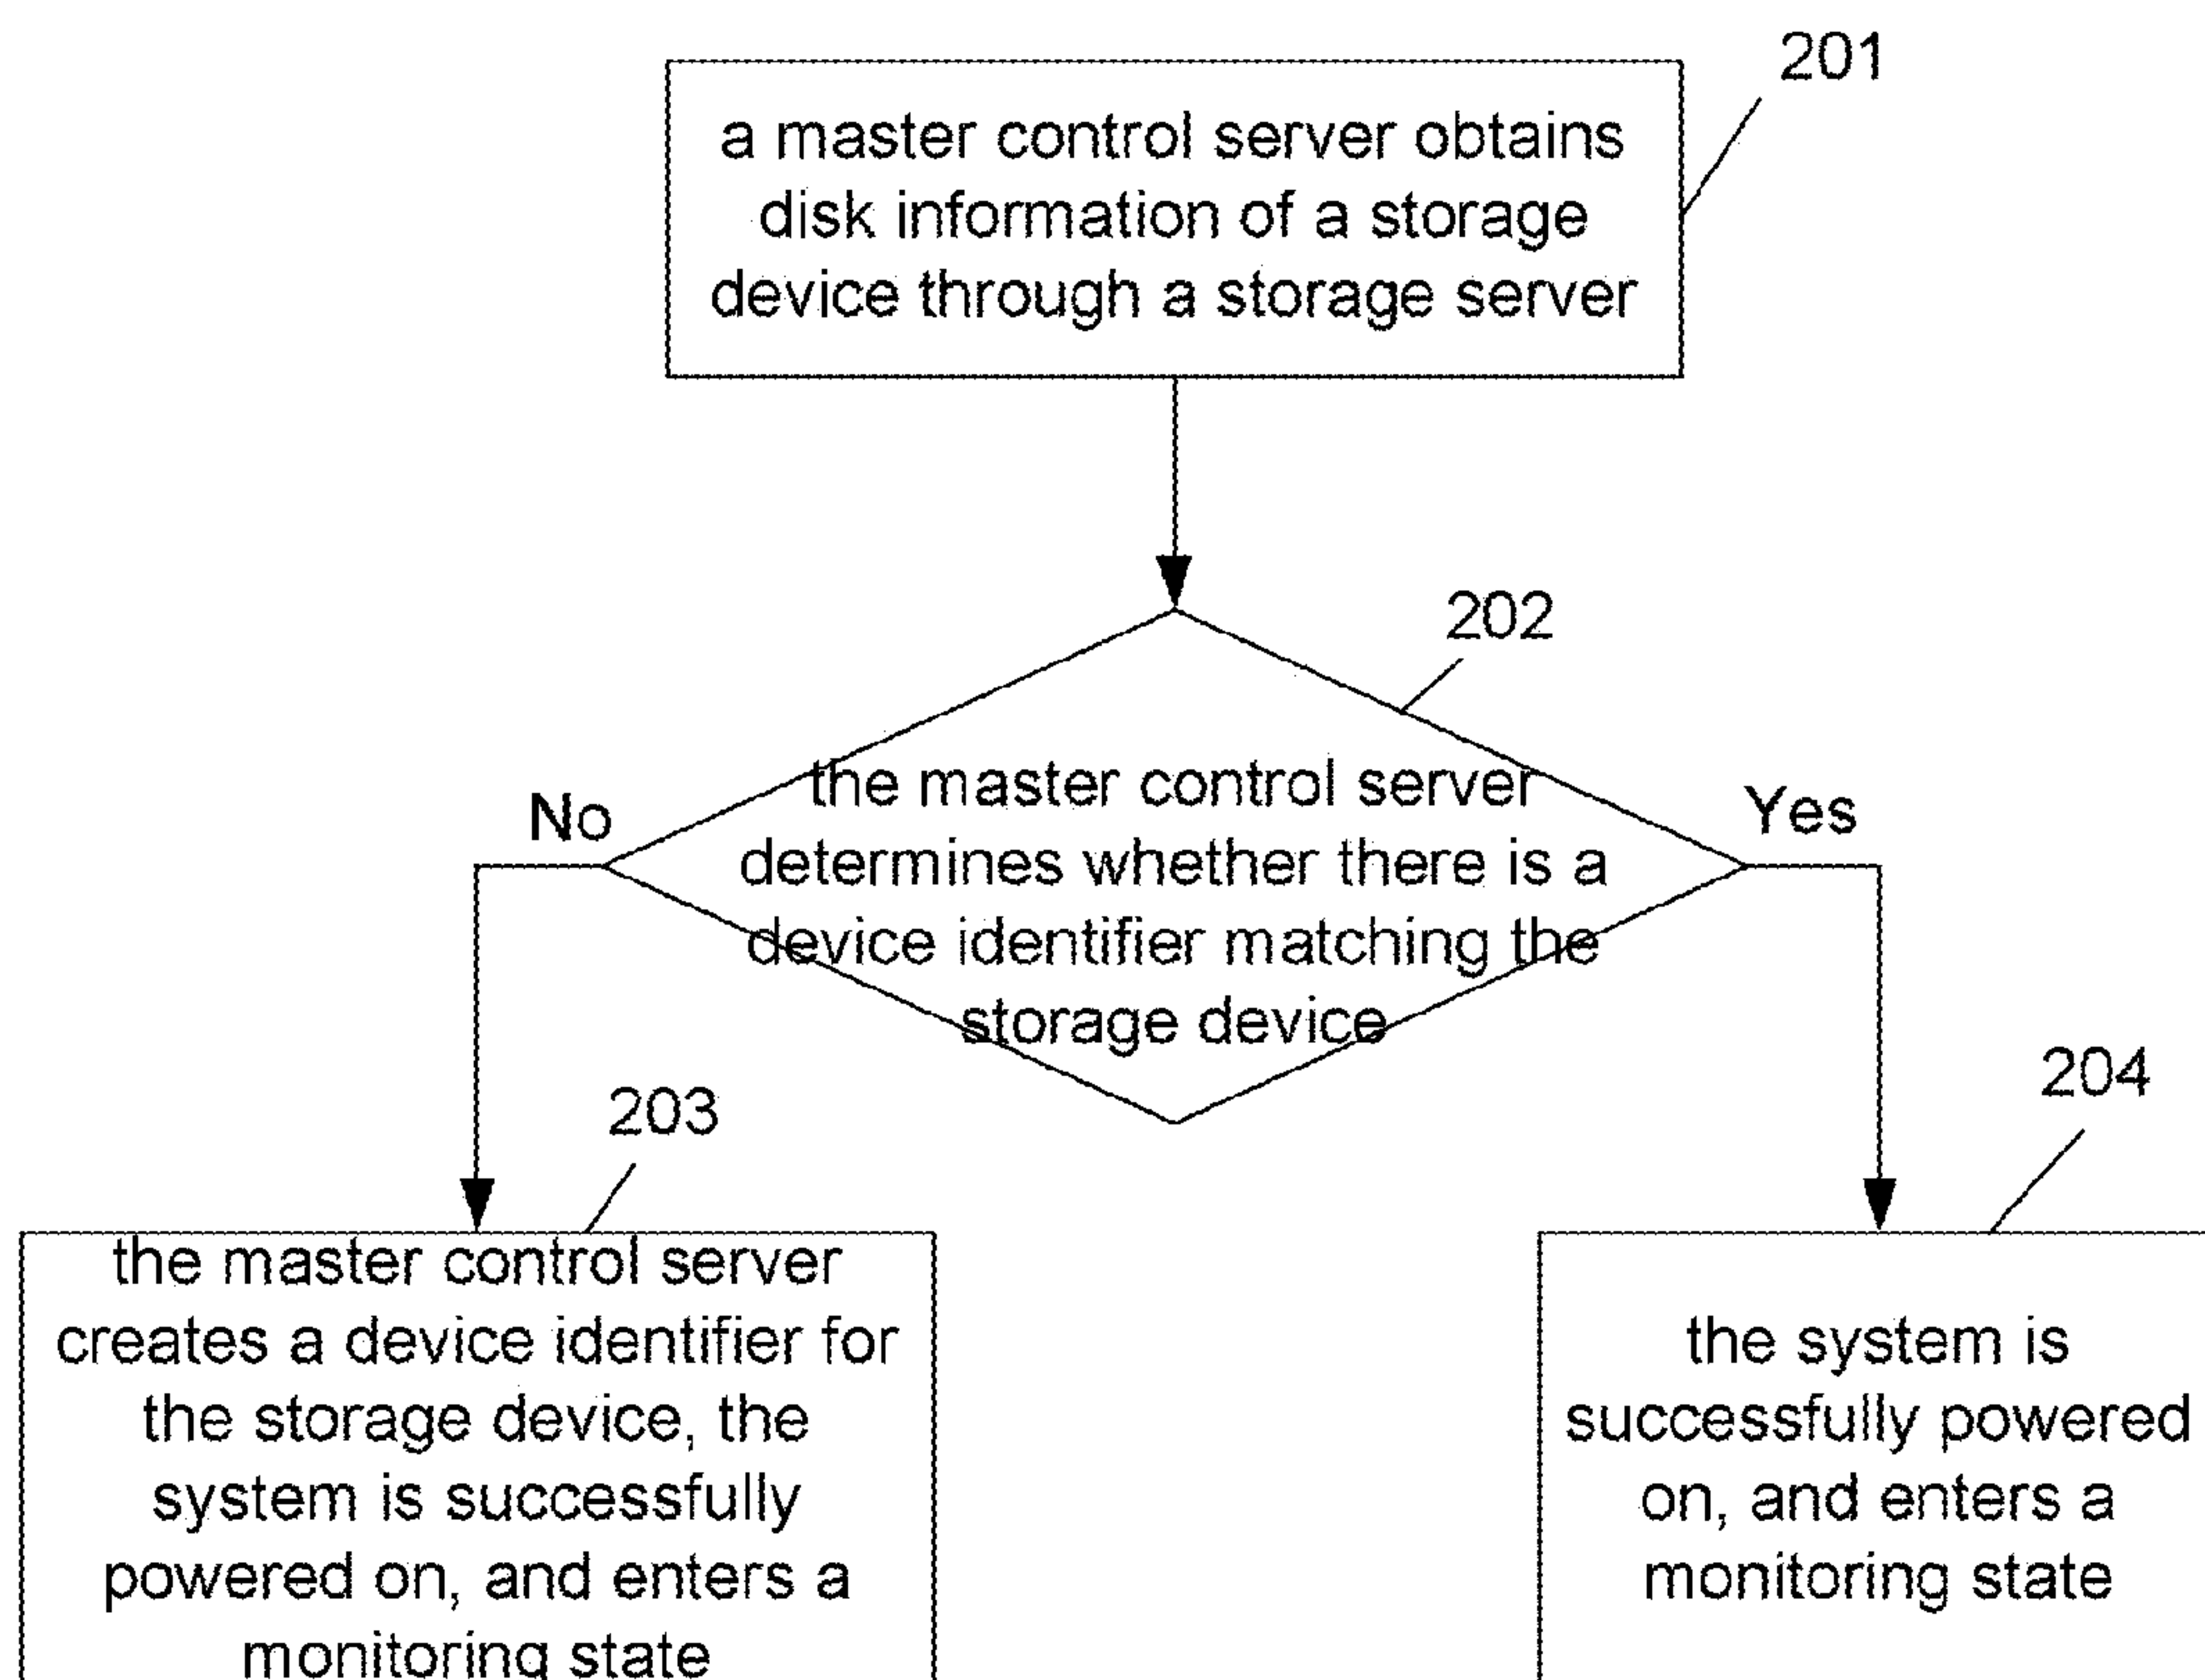 201
a master control server obtains
disk information of a storage
device through a storage server
202
the master control server
determines whether there is a
device identifier matching the
storage device
No
Yes
203
the master control server
creates a device identifier for
the storage device, the
system is successfully
powered on, and enters a
monitoring state
204
the system is
successfully powered
on, and enters a
monitoring state